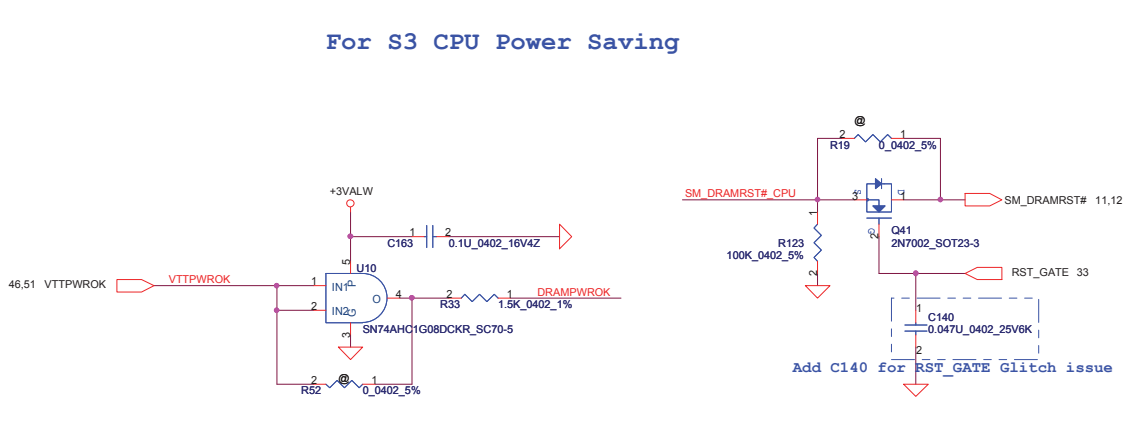 For S3 CPU Power Saving
+3VALW
1
2
C163
0.1U_0402_16V4Z
5
U10
46,51 VTTPWROK
VTTPWROK
1
IN1
P
2
IN2
G
O
4
2
1
R33
1.5K_0402_1%
DRAMPWROK
SN74AHC1G08DCKR_SC70-5
3
2
@
1
R52
0_0402_5%
@
2
1
R19
0_0402_5%
SM_DRAMRST#_CPU
3
S
D
1
SM_DRAMRST# 11,12
1
R123
100K_0402_5%
2
G
2
Q41
2N7002_SOT23-3
RST_GATE 33
1
C140
0.047U_0402_25V6K
2
Add C140 for RST_GATE Glitch issue